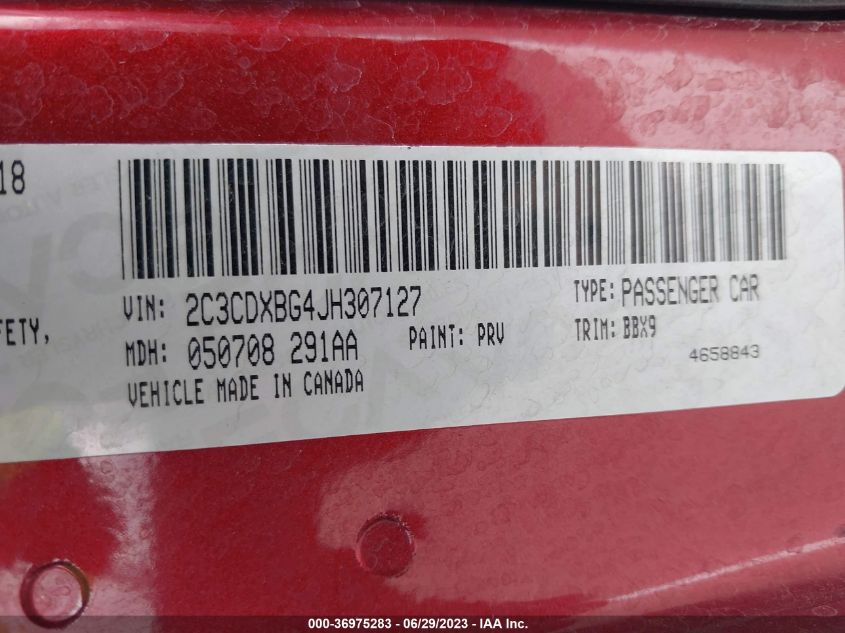 18
VIN: 2C3CDXBG4JH307127
TYPE: PASSENGER CAR
FETY,
MDH: 050708 291AA
PAINT: PRV
TRIM: BBX9
4658843
VEHICLE MADE IN CANADA
000-36975283 - 06/29/2023 - IAA Inc.